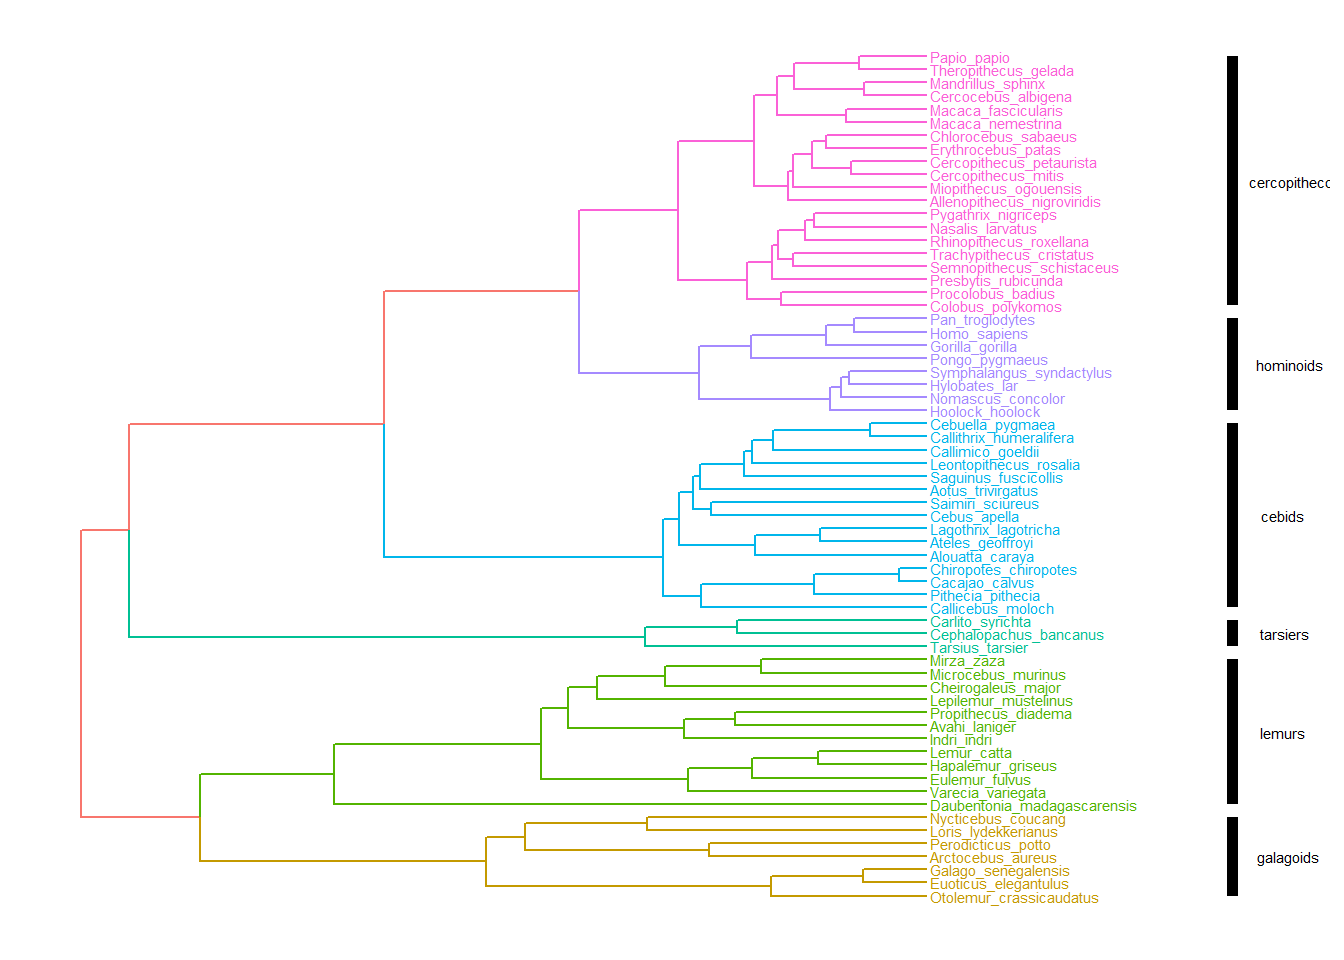 Papio_papio
Theropithecus_gelada
Mandrillus_sphinx
Cercocebus_albigena
Macaca_fascicularis
Macaca_nemestrina
Chlorocebus_sabaeus
Erythrocebus_patas
Cercopithecus_petaurista
Cercopithecus_mitis
Miopithecus_ogouensis
Allenopithecus_nigroviridis
Pygathrix_nigriceps
Nasalis_larvatus
Rhinopithecus_roxellana
Trachypithecus_cristatus
Semnopithecus_schistaceus
Presbytis_rubicunda
Procolobus_badius
Colobus_polykomos
cercopitheco
Pan_troglodytes
Homo_sapiens
Gorilla_gorilla
Pongo_pygmaeus
Symphalangus_syndactylus
Hylobates_lar
Nomascus_concolor
Hoolock_hoolock
hominoids
Cebuella_pygmaea
Callithrix_humeralifera
Callimico_goeldii
Leontopithecus_rosalia
Saguinus_fuscicollis
Aotus_trivirgatus
Saimiri_sciureus
Cebus_apella
Lagothrix_lagotricha
Ateles_geoffroyi
Alouatta_caraya
Chiropotes_chiropotes
Cacajao_calvus
Pithecia_pithecia
Callicebus_moloch
cebids
Carlito_syrichta
Cephalopachus_bancanus
Tarsius_tarsier
tarsiers
Mirza_zaza
Microcebus_murinus
Cheirogaleus_major
Lepilemur_mustelinus
Propithecus_diadema
Avahi_laniger
Indri_indri
Lemur_catta
Hapalemur_griseus
Eulemur_fulvus
Varecia_variegata
Daubentonia_madagascarensis
lemurs
Nycticebus_coucang
Loris_lydekkerianus
Perodicticus_potto
Arctocebus_aureus
Galago_senegalensis
Euoticus_elegantulus
Otolemur_crassicaudatus
galagoids